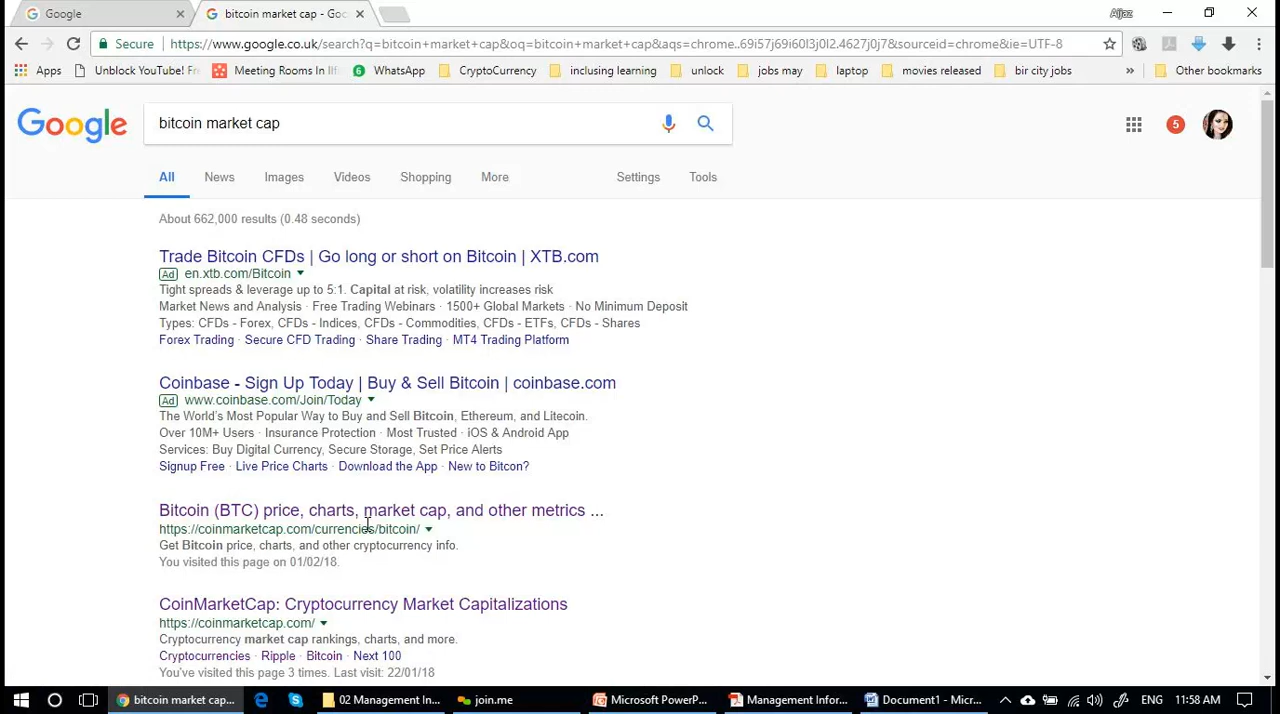 Google
bitcoin market cap - Goo
Aijaz
Secure
https://www.google.co.uk/search?q=bitcoin+market+cap&oq=bitcoin+market+cap&aqs=chrome..69i57j69i60l3j0l2.4627j0j7&sourceid=chrome&ie=UTF-8
Apps Unblock YouTube! Fr Meeting Rooms In Ilf WhatsApp CryptoCurrency inclusing learning unlock jobs may laptop movies released bir city jobs » Other bookmarks
Google
bitcoin market cap
5
All News Images Videos Shopping More Settings Tools
About 662,000 results (0.48 seconds)
Trade Bitcoin CFDs | Go long or short on Bitcoin | XTB.com
Ad en.xtb.com/Bitcoin
Tight spreads & leverage up to 5:1. Capital at risk, volatility increases risk
Market News and Analysis · Free Trading Webinars · 1500+ Global Markets · No Minimum Deposit
Types: CFDs - Forex, CFDs - Indices, CFDs - Commodities, CFDs - ETFs, CFDs - Shares
Forex Trading · Secure CFD Trading · Share Trading · MT4 Trading Platform
Coinbase - Sign Up Today | Buy & Sell Bitcoin | coinbase.com
Ad www.coinbase.com/Join/Today
The World's Most Popular Way to Buy and Sell Bitcoin, Ethereum, and Litecoin.
Over 10M+ Users · Insurance Protection · Most Trusted · iOS & Android App
Services: Buy Digital Currency, Secure Storage, Set Price Alerts
Signup Free · Live Price Charts · Download the App · New to Bitcon?
Bitcoin (BTC) price, charts, market cap, and other metrics ...
https://coinmarketcap.com/currencies/bitcoin/
Get Bitcoin price, charts, and other cryptocurrency info.
You visited this page on 01/02/18.
CoinMarketCap: Cryptocurrency Market Capitalizations
https://coinmarketcap.com/
Cryptocurrency market cap rankings, charts, and more.
Cryptocurrencies · Ripple · Bitcoin · Next 100
You've visited this page 3 times. Last visit: 22/01/18
bitcoin market cap... 02 Management In... join.me Microsoft PowerP... Management Infor... Document1 - Micr... ENG 11:58 AM